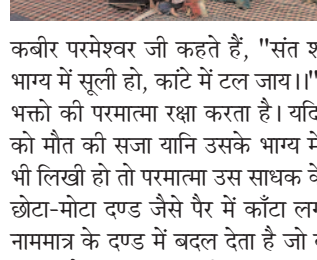 कबीर परमेश्वर जी कहते हैं, "संत
भाग्य में सूली हो, कांटे में टल जाय।।"
भक्तो की परमात्मा रक्षा करता है। यदि
को मौत की सजा यानि उसके भाग्य में
भी लिखी हो तो परमात्मा उस साधक के
छोटा-मोटा दण्ड जैसे पैर में काँटा लग
नाममात्र के दण्ड में बदल देता है जो